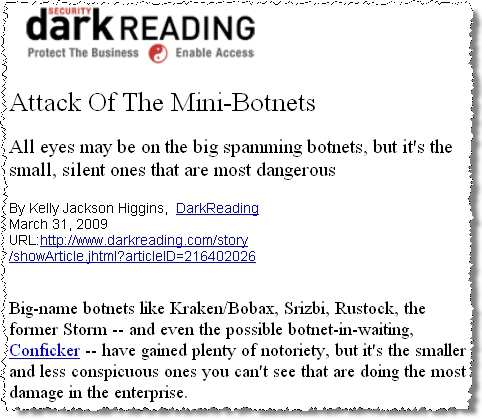 SECURITY
darkREADING
Protect The Business Enable Access
Attack Of The Mini-Botnets
All eyes may be on the big spamming botnets, but it's the
small, silent ones that are most dangerous
By Kelly Jackson Higgins, DarkReading
March 31, 2009
URL:http://www.darkreading.com/story
/showArticle.jhtml?articleID=216402026
Big-name botnets like Kraken/Bobax, Srizbi, Rustock, the
former Storm -- and even the possible botnet-in-waiting,
Conficker -- have gained plenty of notoriety, but it's the smaller
and less conspicuous ones you can't see that are doing the most
damage in the enterprise.